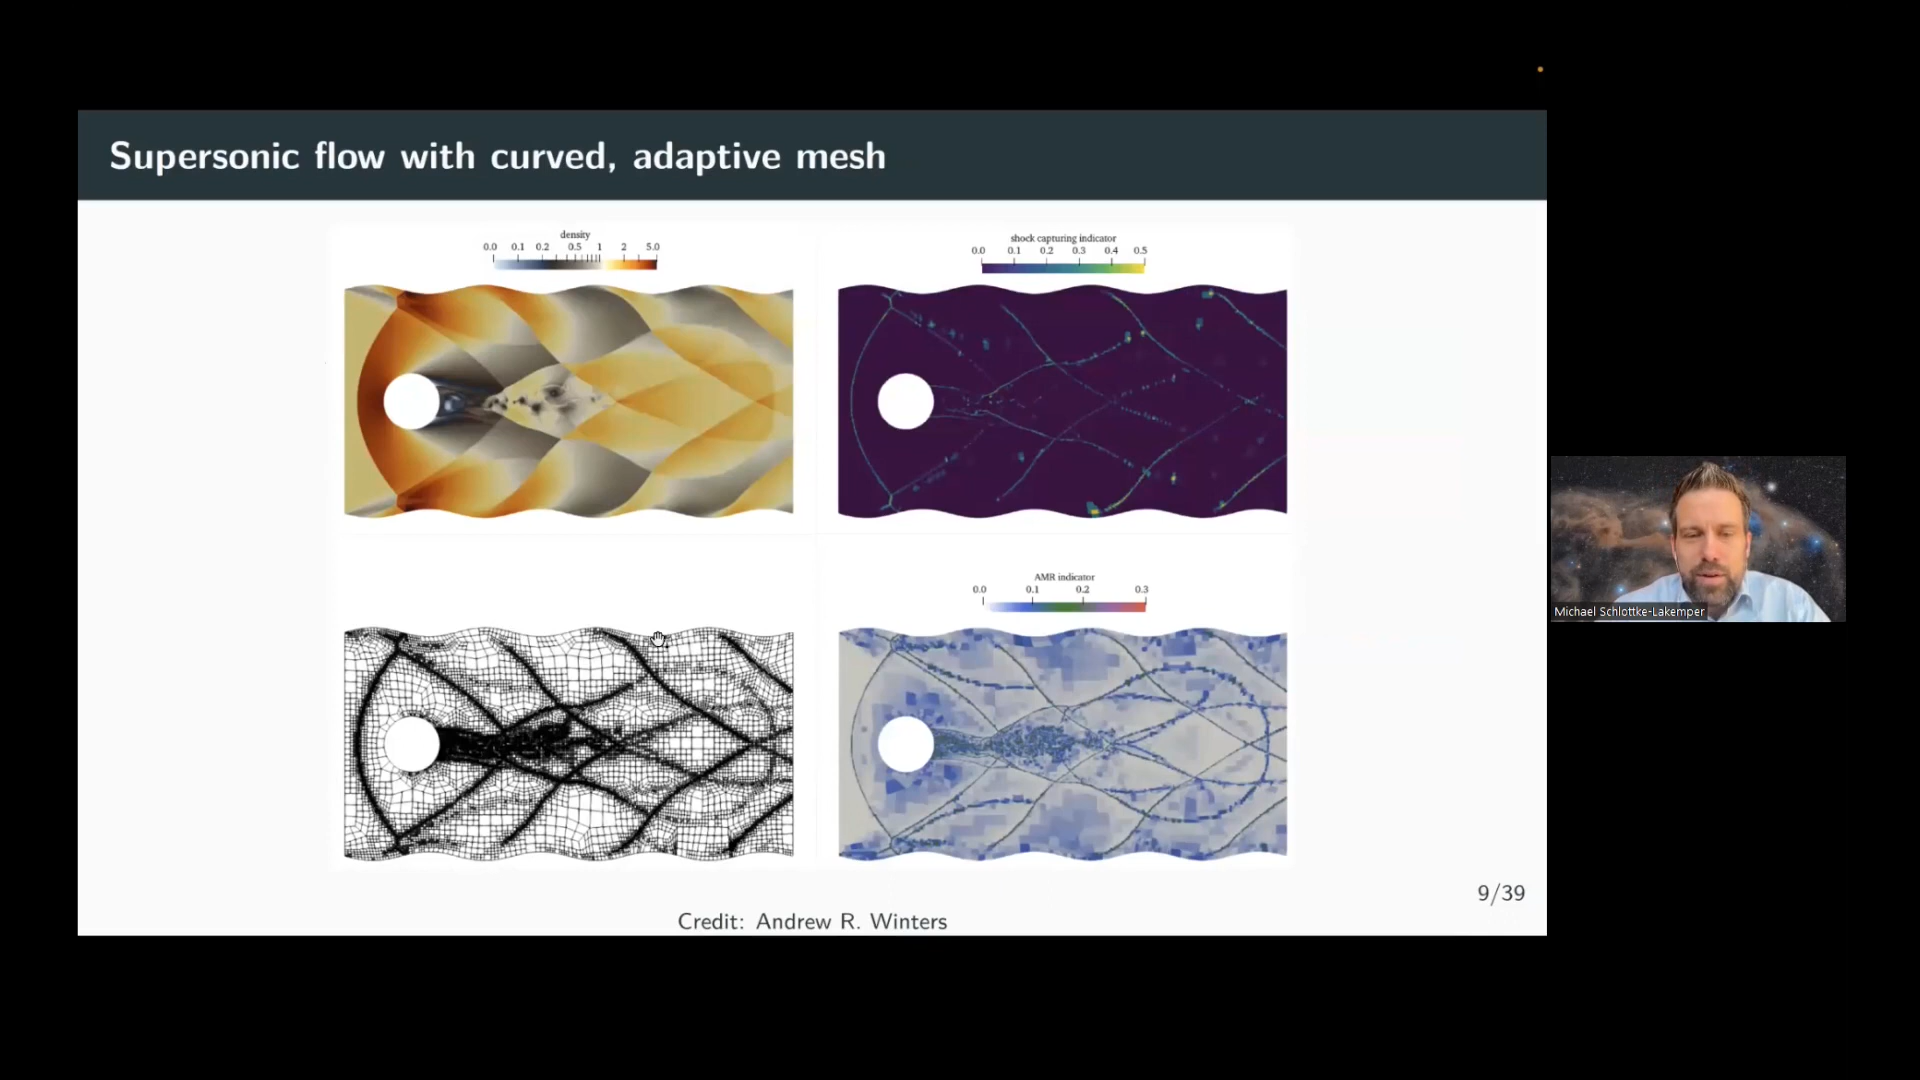 Supersonic flow with curved, adaptive mesh
density
0.0 0.1 0.2 0.5 1 2 5.0
shock capturing indicator
0.0 0.1 0.2 0.3 0.4 0.5
AMR indicator
0.0 0.1 0.2 0.3
Michael Schlottke-Lakemper
9/39
Credit: Andrew R. Winters